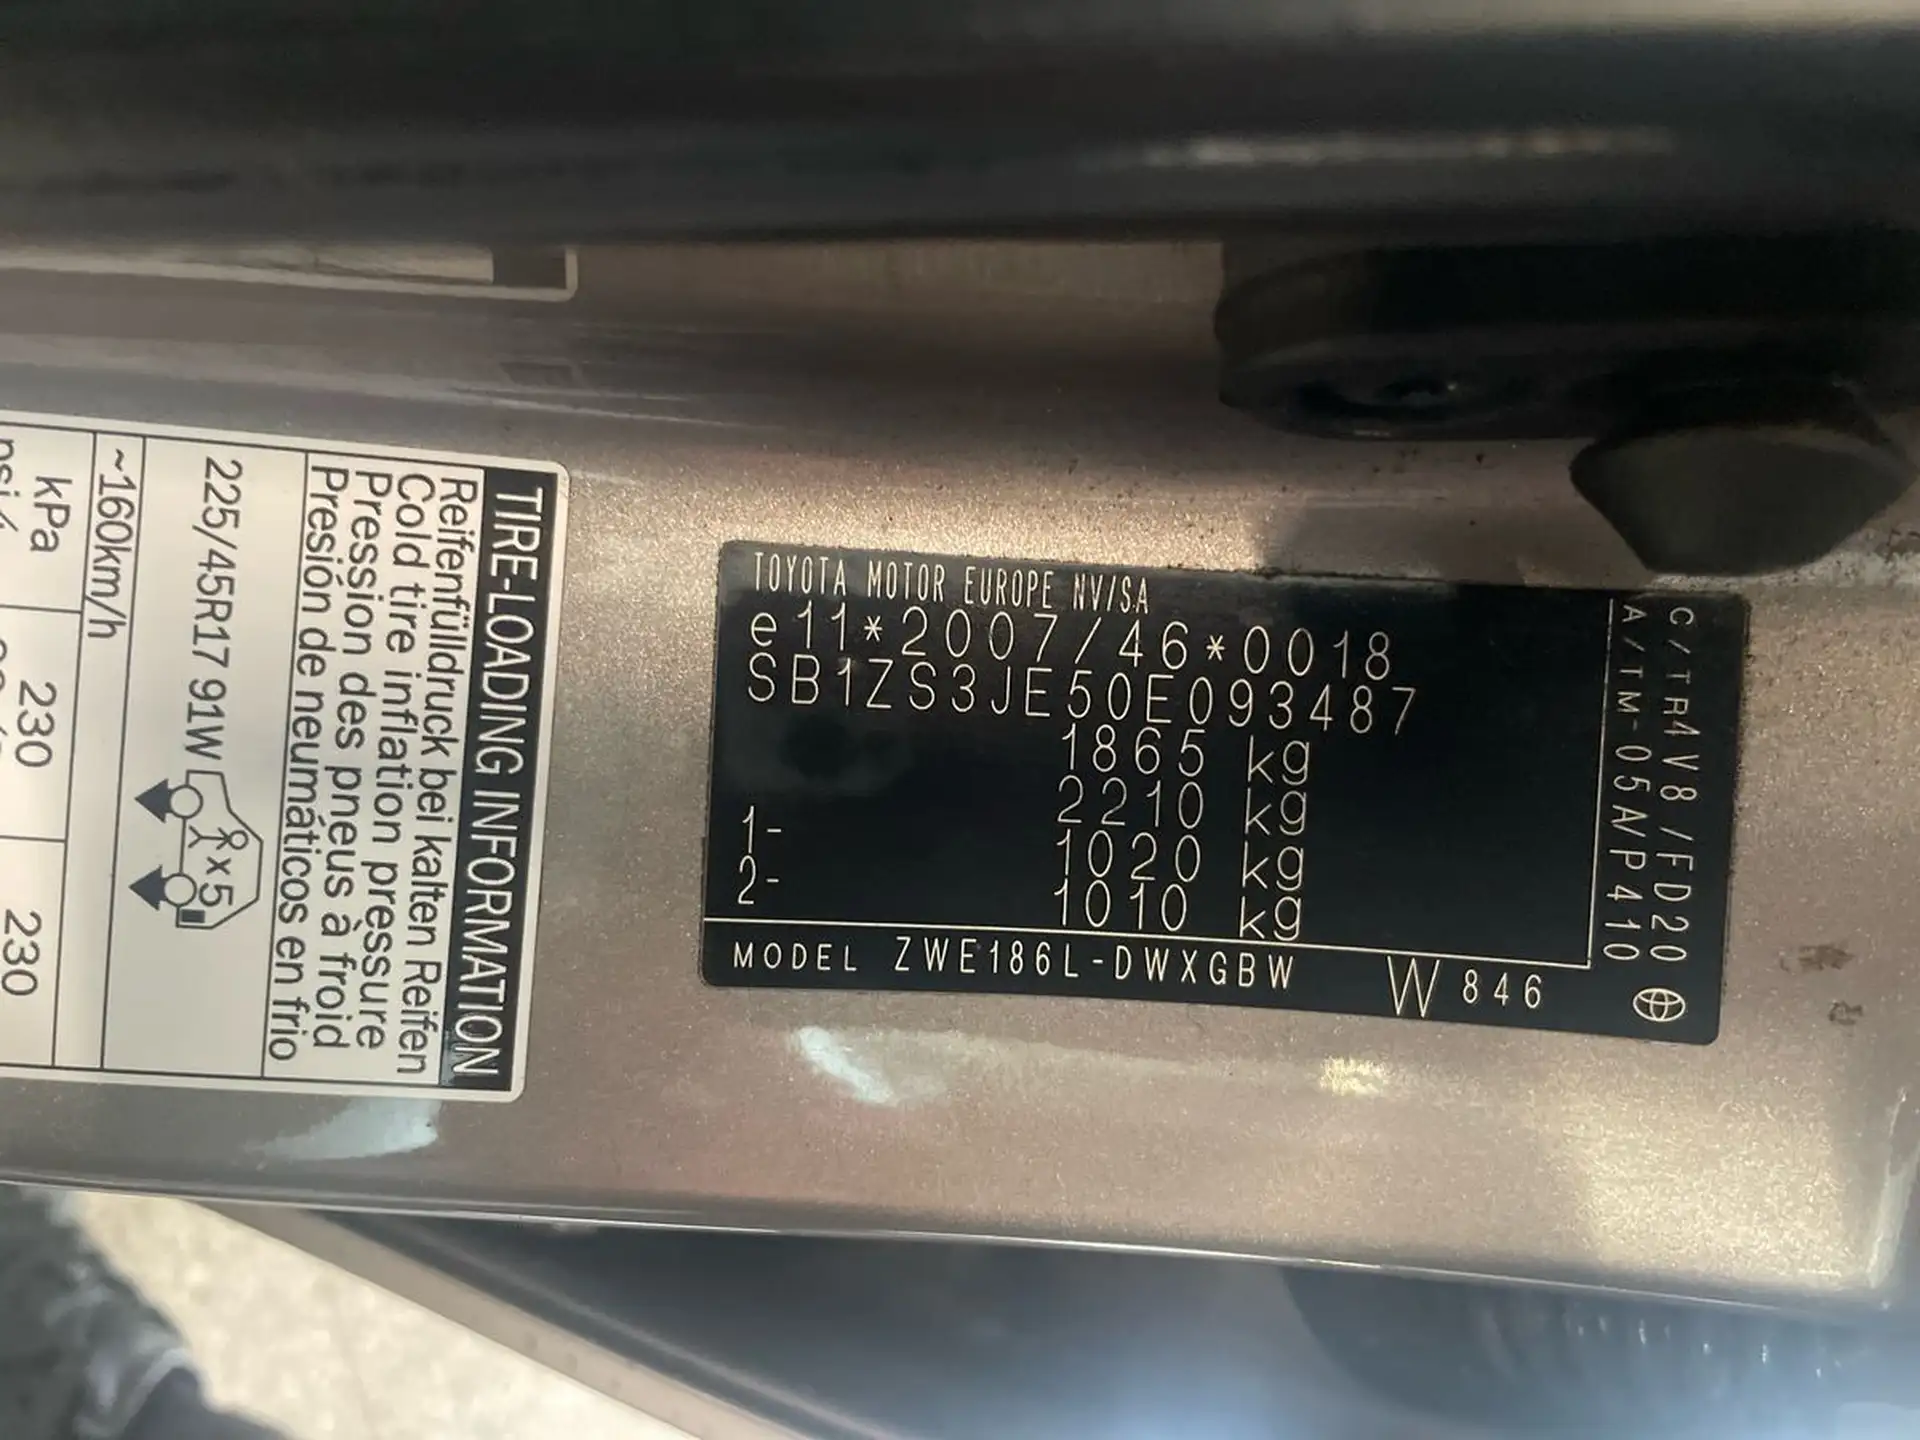 TOYOTA MOTOR EUROPE NV/SA
e11*2007/46*0018
SB1ZS3JE50E093487
1865 kg
2210 kg
1- 1020 kg
2- 1010 kg
MODEL ZWE186L-DWXGBW W846
C/TR4V8/FD20
A/TM-05A/P410
TIRE-LOADING INFORMATION
Reifenfülldruck bei kalten Reifen
Cold tire inflation pressure
Pression des pneus à froid
Presión de neumáticos en frio
225/45R17 91W x5
~160km/h
kPa 230 230